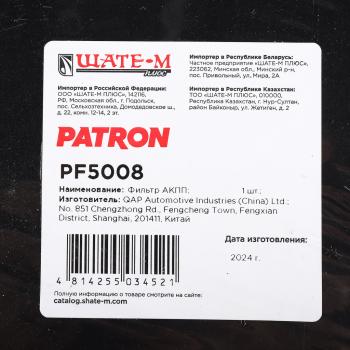 ШАТЕ-М
ПЛЮС
Импортер в Российской Федерации:
ООО «ШАТЕ-М ПЛЮС», 142116,
РФ, Московская обл., г. Подольск,
пос. Сельхозтехника, Домодедовское ш.,
д. 22, комн. 12-14, 2 эт.
Импортер в Республике Беларусь:
Частное предприятие «ШАТЕ-М ПЛЮС»,
223062, Минская обл., Минский р-н,
пос. Привольный, ул. Мира, 2А
Импортер в Республике Казахстан:
ТОО «ШАТЕ-М ПЛЮС», 010000,
Республика Казахстан, г. Нур-Султан,
район Байконыр, ул. Жетиген, д. 2
PATRON
PF5008
Наименование: Фильтр АКПП; 1 шт.;
Изготовитель: QAP Automotive Industries (China) Ltd.;
No. 851 Chengzhong Rd., Fengcheng Town, Fengxian
District, Shanghai, 201411, Китай
Дата изготовления:
2024 г.
4 814255 034521
Полную информацию о товаре смотрите на сайте:
catalog.shate-m.com